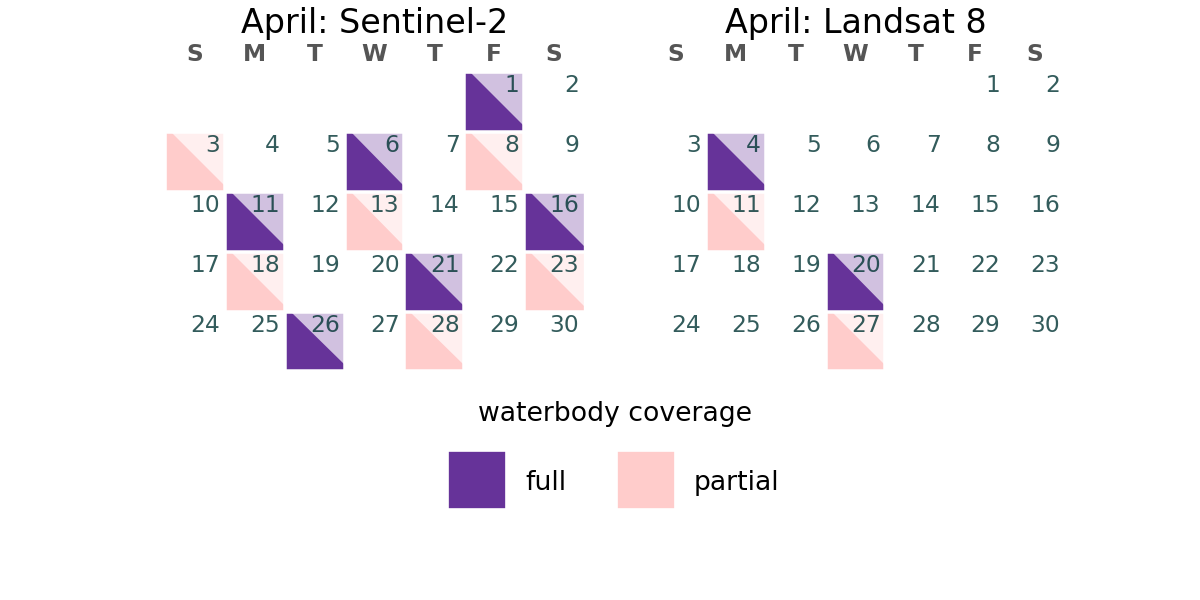 April: Sentinel-2
S M T W T F S
1 2
3 4 5 6 7 8 9
10 11 12 13 14 15 16
17 18 19 20 21 22 23
24 25 26 27 28 29 30
April: Landsat 8
S M T W T F S
1 2
3 4 5 6 7 8 9
10 11 12 13 14 15 16
17 18 19 20 21 22 23
24 25 26 27 28 29 30
waterbody coverage
full partial